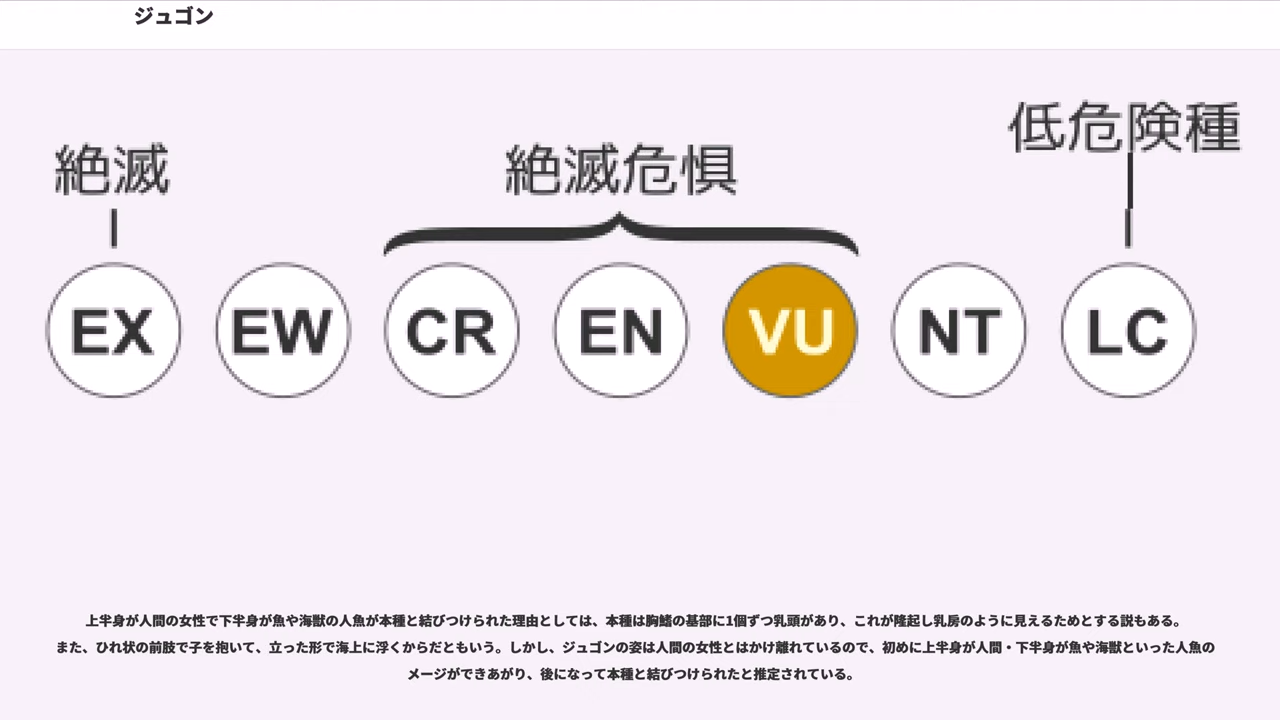 ジュゴン
低危険種
絶滅
絶滅危惧
EX EW CR EN VU NT LC
上半身が人間の女性で下半身が魚や海獣の人魚が本種と結びつけられた理由としては、本種は胸鰭の基部に1個ずつ乳頭があり、これが隆起し乳房のように見えるためとする説もある。
また、ひれ状の前肢で子を抱いて、立った形で海上に浮くからだともいう。しかし、ジュゴンの姿は人間の女性とはかけ離れているので、初めに上半身が人間・下半身が魚や海獣といった人魚の
メージができあがり、後になって本種と結びつけられたと推定されている。